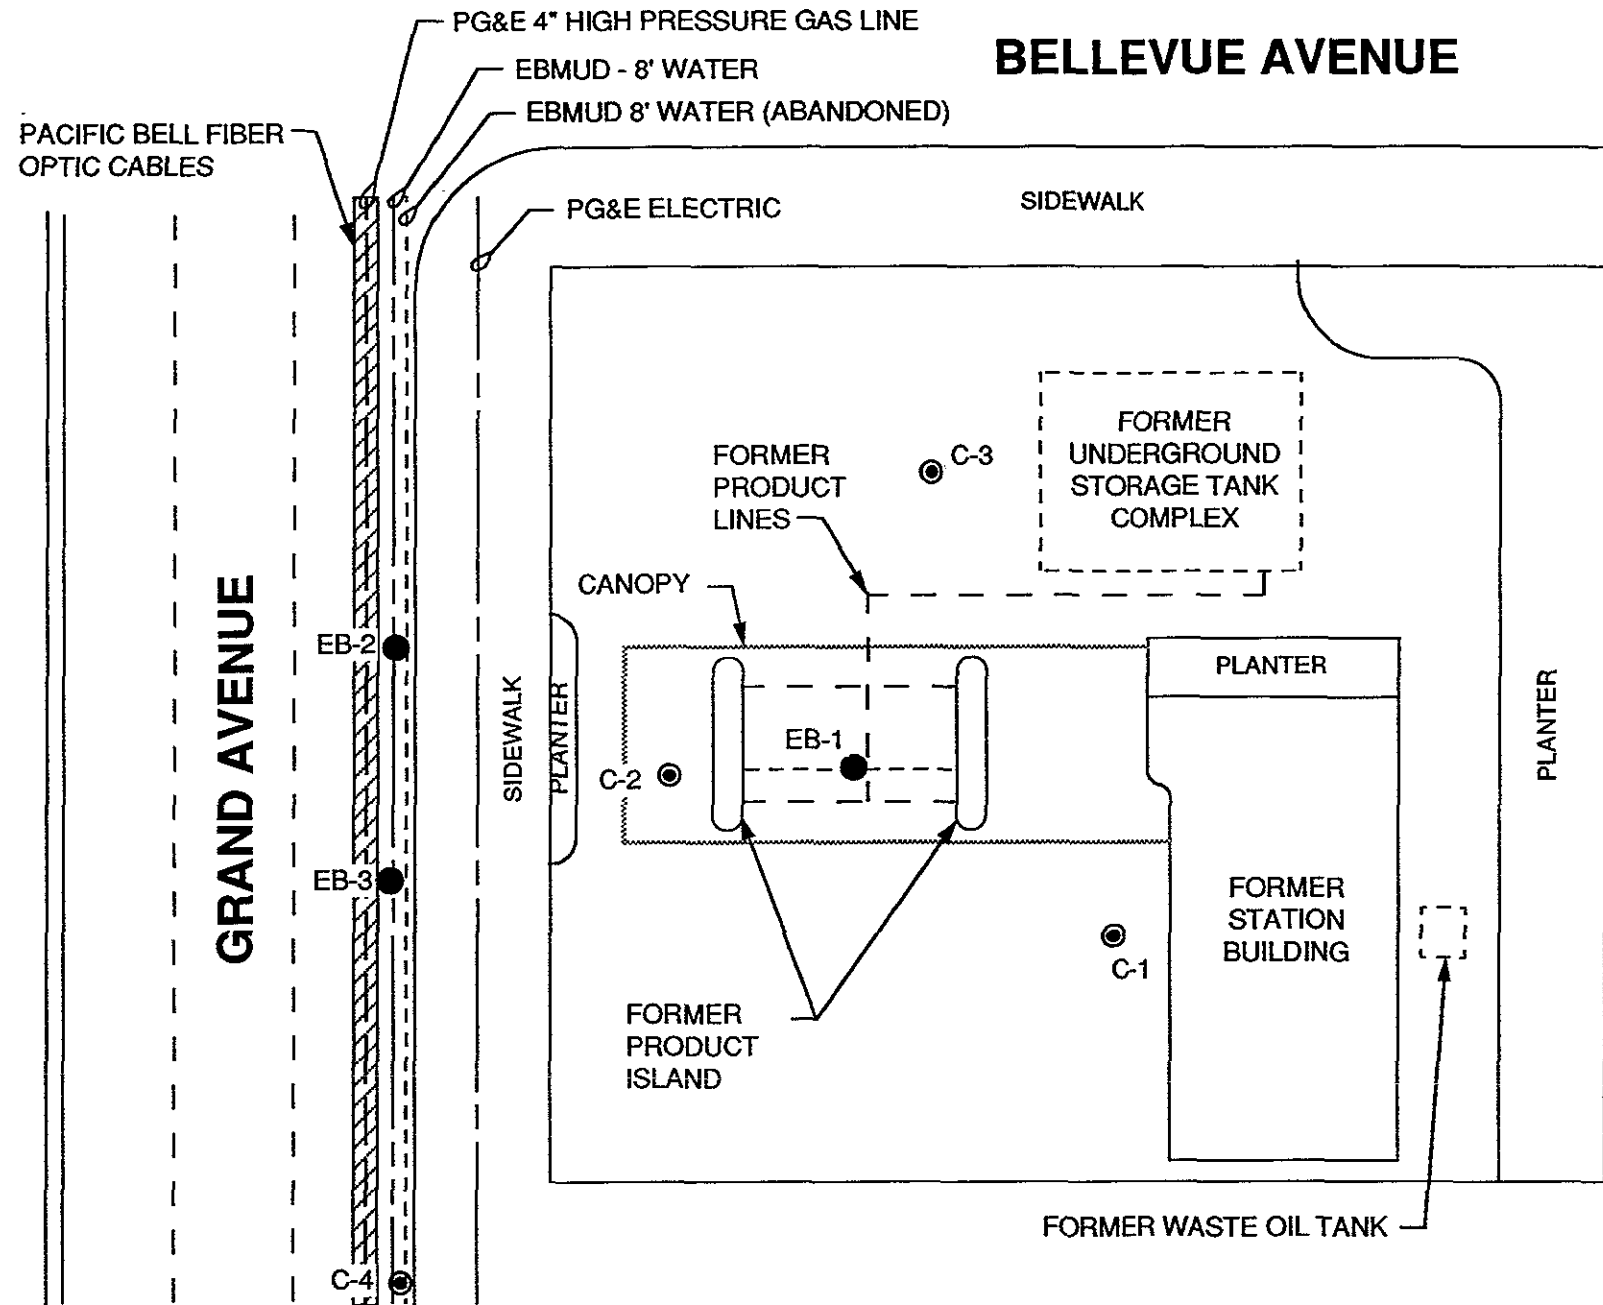 PG&E 4" HIGH PRESSURE GAS LINE
BELLEVUE AVENUE
EBMUD - 8' WATER
EBMUD 8' WATER (ABANDONED)
PACIFIC BELL FIBER
OPTIC CABLES
PG&E ELECTRIC
SIDEWALK
FORMER
UNDERGROUND
STORAGE TANK
COMPLEX
C-3
FORMER
PRODUCT
LINES
CANOPY
GRAND AVENUE
EB-2
SIDEWALK
PLANTER
PLANTER
PLANTER
EB-1
C-2
EB-3
FORMER
STATION
BUILDING
C-1
FORMER
PRODUCT
ISLAND
FORMER WASTE OIL TANK
C-4